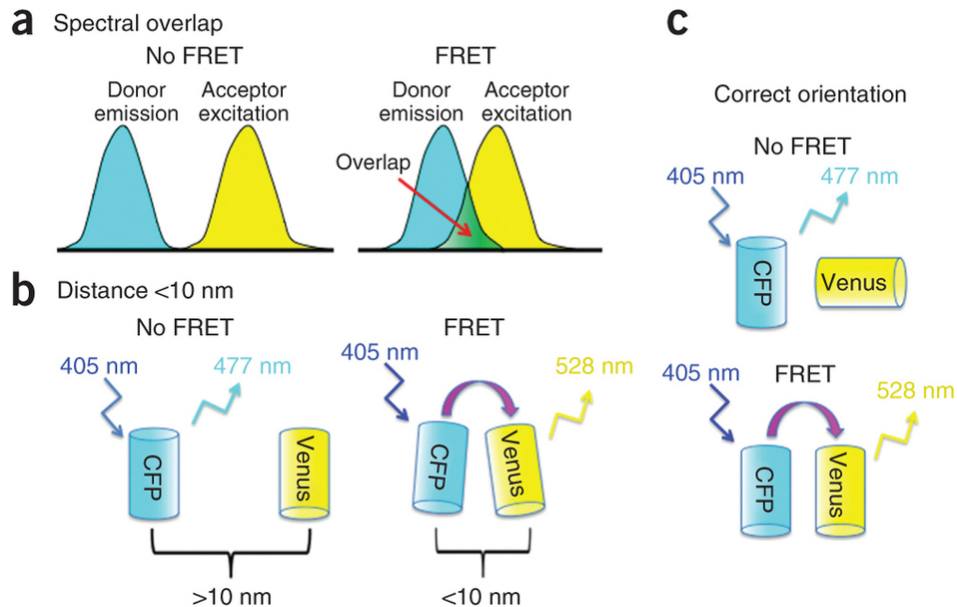 a Spectral overlap
No FRET
Donor
emission
Acceptor
excitation
FRET
Donor
emission
Acceptor
excitation
Overlap
b Distance <10 nm
No FRET
405 nm
477 nm
CFP
Venus
>10 nm
FRET
405 nm
528 nm
CFP
Venus
<10 nm
c
Correct orientation
No FRET
405 nm
477 nm
CFP
Venus
405 nm
FRET
528 nm
CFP
Venus